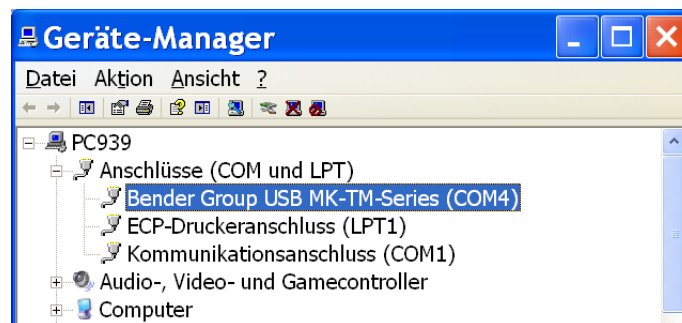 Geräte-Manager
Datei Aktion Ansicht ?
PC939
Anschlüsse (COM und LPT)
Bender Group USB MK-TM-Series (COM4)
ECP-Druckeranschluss (LPT1)
Kommunikationsanschluss (COM1)
Audio-, Video- und Gamecontroller
Computer